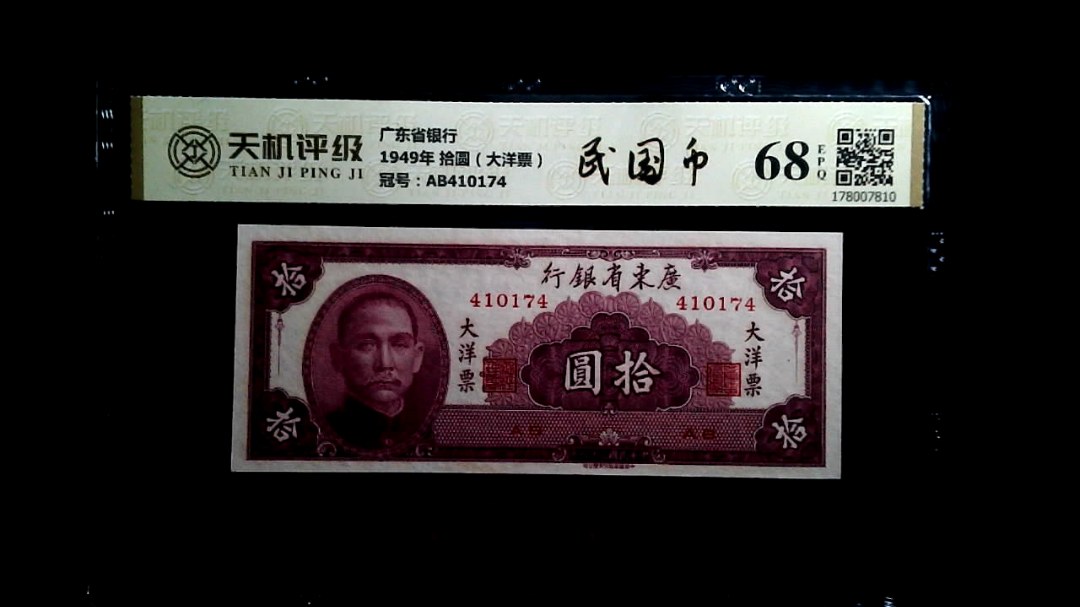 天机评级
TIAN JI PING JI
广东省银行
1949年 拾圆（大洋票）
冠号：AB410174
民国币
68
EPQ
178007810
拾
行銀省東廣
拾
410174
410174
大洋票
圓拾
大洋票
AB
AB
拾
拾